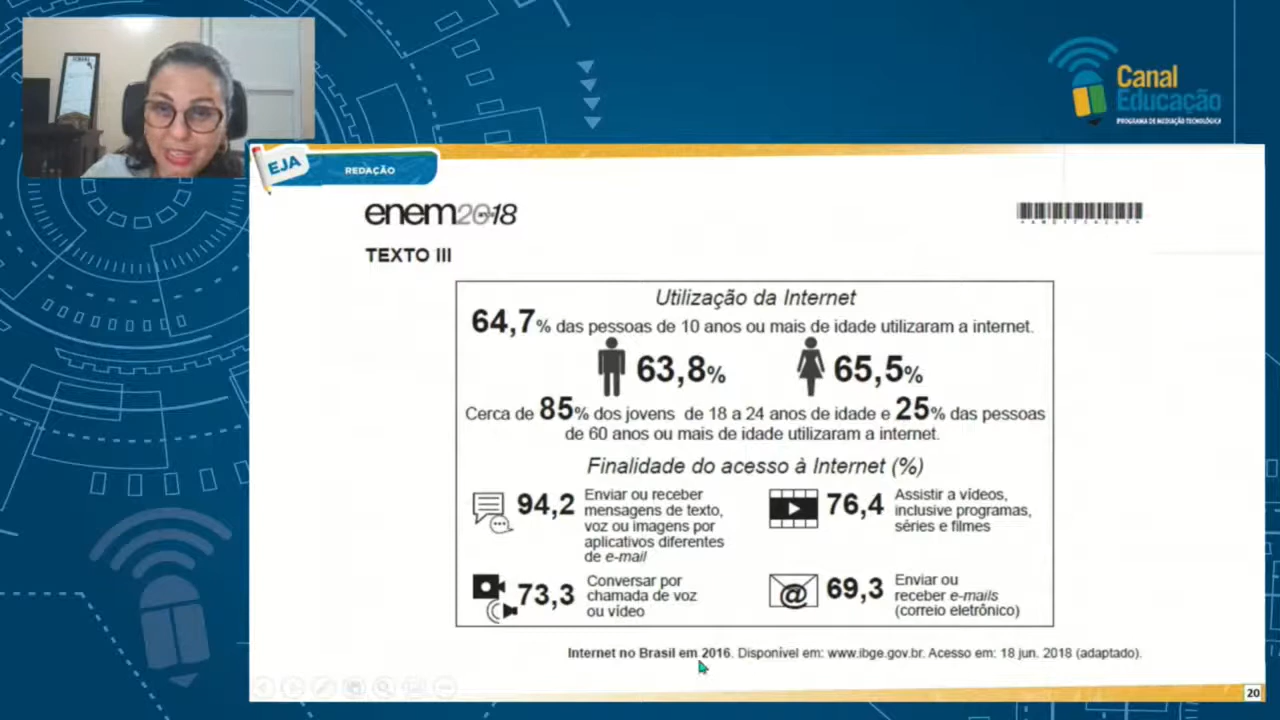 Canal
Educação
PROGRAMA DE MEDIAÇÃO TECNOLÓGICA
EJA
REDAÇÃO
enem2018
TEXTO III
Utilização da Internet
64,7% das pessoas de 10 anos ou mais de idade utilizaram a internet.
63,8% 65,5%
Cerca de 85% dos jovens de 18 a 24 anos de idade e 25% das pessoas
de 60 anos ou mais de idade utilizaram a internet.
Finalidade do acesso à Internet (%)
94,2 Enviar ou receber
mensagens de texto,
voz ou imagens por
aplicativos diferentes
de e-mail
76,4 Assistir a vídeos,
inclusive programas,
séries e filmes
73,3 Conversar por
chamada de voz
ou vídeo
69,3 Enviar ou
receber e-mails
(correio eletrônico)
Internet no Brasil em 2016. Disponível em: www.ibge.gov.br. Acesso em: 18 jun. 2018 (adaptado).
20